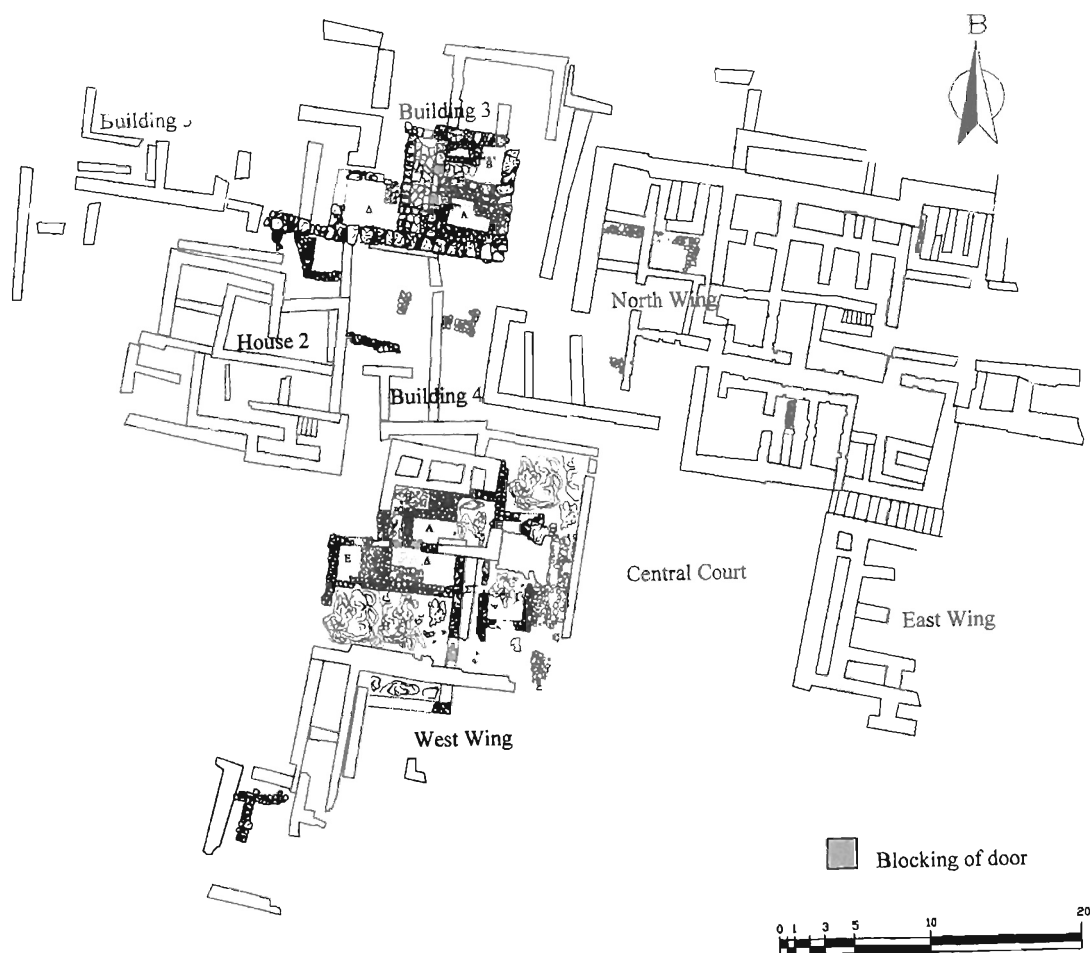 B
Building 3
Building
B
Δ
A
North Wing
House 2
Building 4
A
E
Δ
Central Court
East Wing
West Wing
Blocking of door
0 1 3 5 10 20